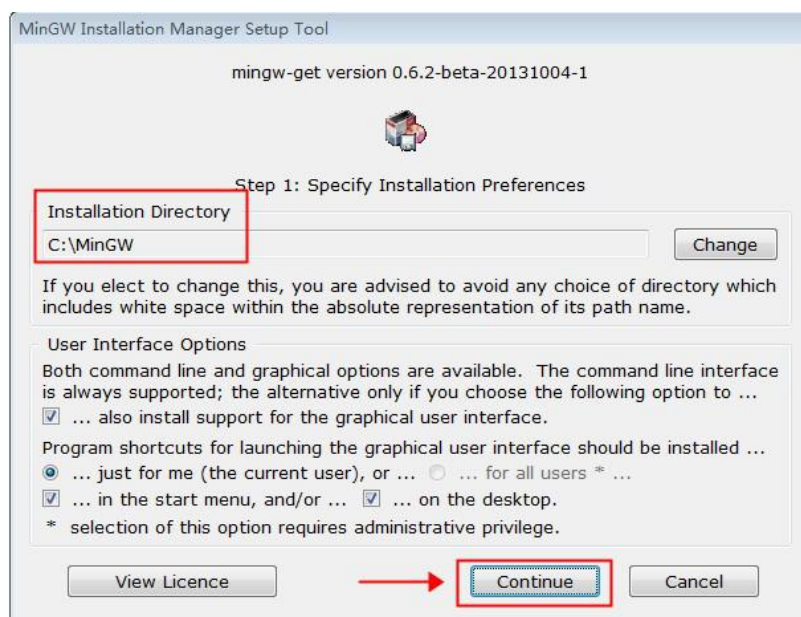 MinGW Installation Manager Setup Tool
mingw-get version 0.6.2-beta-20131004-1
Step 1: Specify Installation Preferences
Installation Directory
C:\MinGW
Change
If you elect to change this, you are advised to avoid any choice of directory which
includes white space within the absolute representation of its path name.
User Interface Options
Both command line and graphical options are available. The command line interface
is always supported; the alternative only if you choose the following option to ...
... also install support for the graphical user interface.
Program shortcuts for launching the graphical user interface should be installed ...
... just for me (the current user), or ... ... for all users * ...
... in the start menu, and/or ... ... on the desktop.
* selection of this option requires administrative privilege.
View Licence
Continue
Cancel